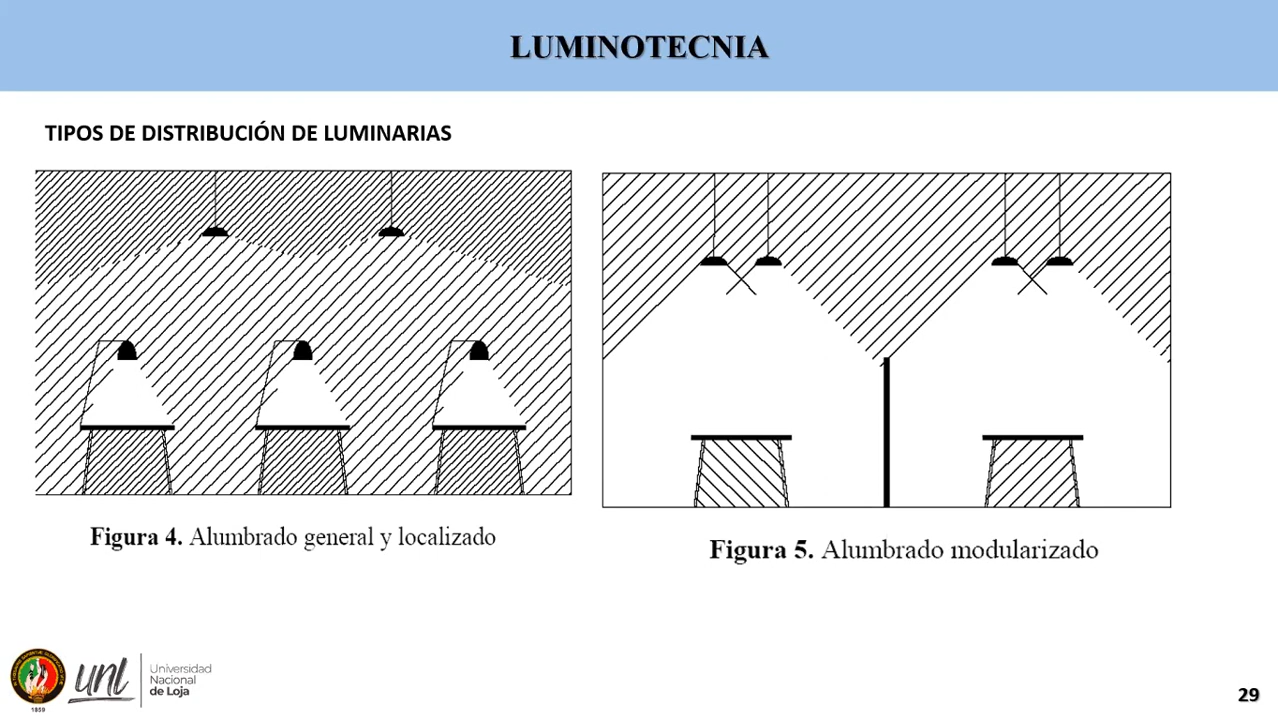 LUMINOTECNIA
TIPOS DE DISTRIBUCIÓN DE LUMINARIAS
Figura 4. Alumbrado general y localizado
Figura 5. Alumbrado modularizado
1859
unl
Universidad
Nacional
de Loja
29